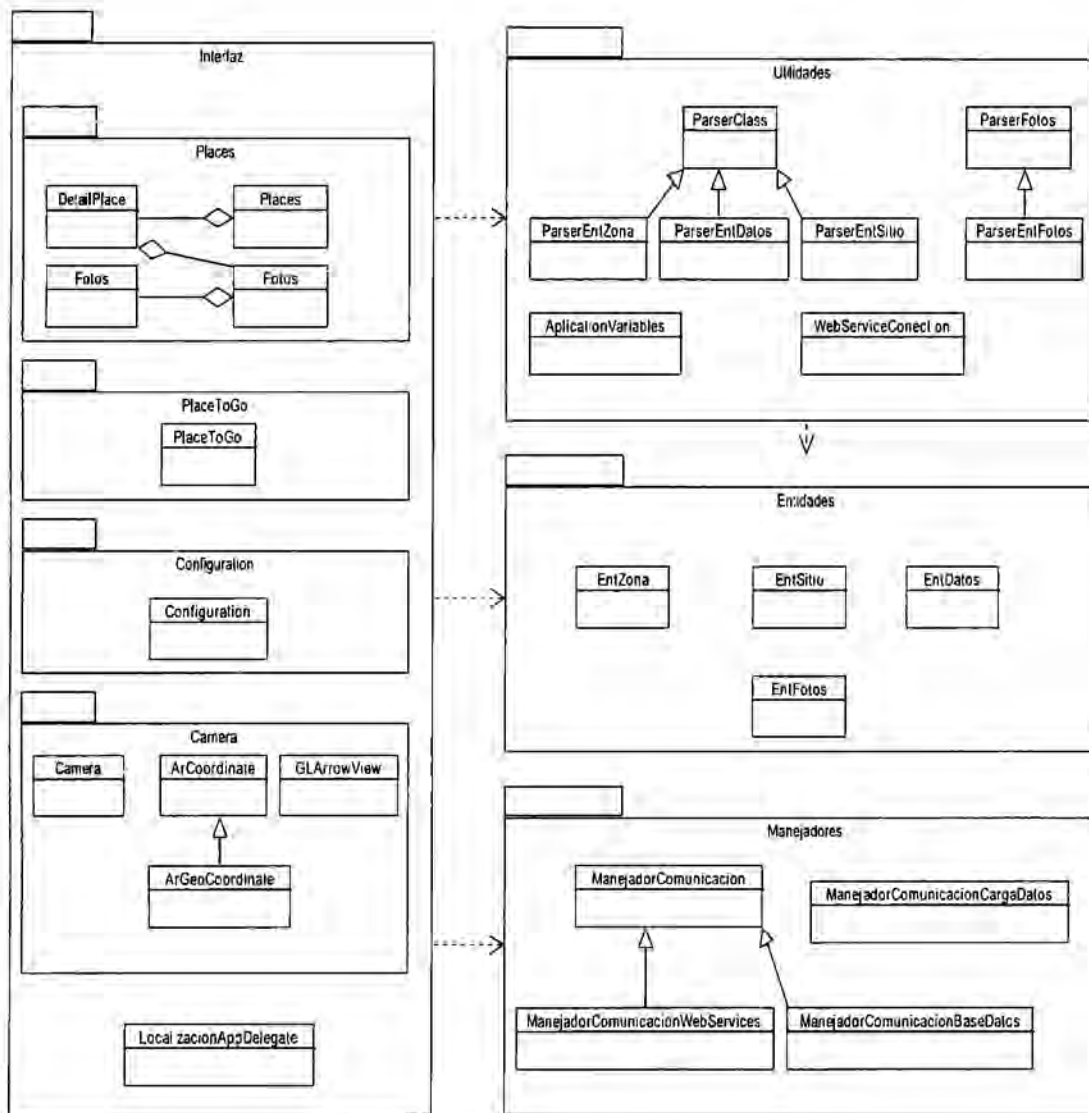 Interfaz
Places
DetailPlace
Places
Fotos
Fotos
PlaceToGo
PlaceToGo
Configuration
Configuration
Camera
Camera
ArCoordinate
GLArrowView
ArGeoCoordinate
LocalizacionAppDelegate
Utilidades
ParserClass
ParserFotos
ParserEntZona
ParserEntDatos
ParserEntSitio
ParserEntFotos
AplicationVariables
WebServiceConection
Entidades
EntZona
EntSitio
EntDatos
EntFotos
Manejadores
ManejadorComunicacion
ManejadorComunicacionCargaDatos
ManejadorComunicacionWebServices
ManejadorComunicacionBaseDatos